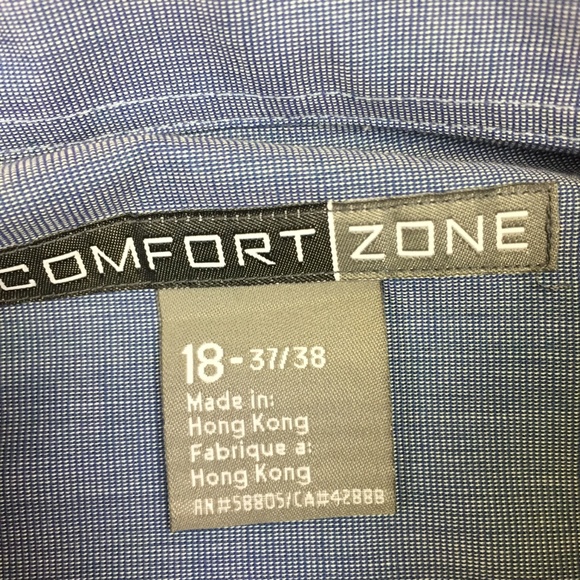 COMFORT ZONE
18-37/38
Made in:
Hong Kong
Fabrique a:
Hong Kong
RN#58805/CA#42888